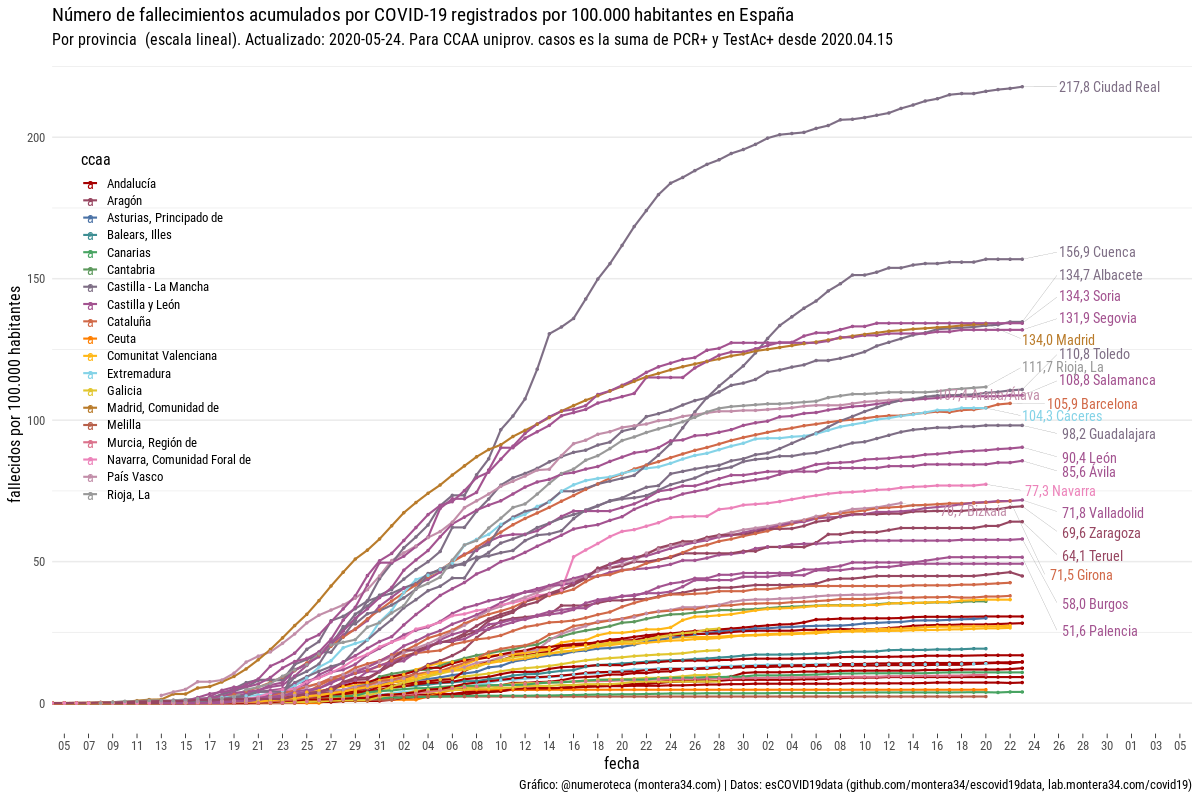 Número de fallecimientos acumulados por COVID-19 registrados por 100.000 habitantes en España
Por provincia (escala lineal). Actualizado: 2020-05-24. Para CCAA uniprov. casos es la suma de PCR+ y TestAc+ desde 2020.04.15
fallecidos por 100.000 habitantes
200
150
100
50
0
ccaa
Andalucía
Aragón
Asturias, Principado de
Balears, Illes
Canarias
Cantabria
Castilla - La Mancha
Castilla y León
Cataluña
Ceuta
Comunitat Valenciana
Extremadura
Galicia
Madrid, Comunidad de
Melilla
Murcia, Región de
Navarra, Comunidad Foral de
País Vasco
Rioja, La
217,8 Ciudad Real
156,9 Cuenca
134,7 Albacete
134,3 Soria
131,9 Segovia
134,0 Madrid
110,8 Toledo
111,7 Rioja, La
108,8 Salamanca
Araba/Álava
105,9 Barcelona
104,3 Cáceres
98,2 Guadalajara
90,4 León
85,6 Ávila
77,3 Navarra
70,7 Bizkaia
71,8 Valladolid
69,6 Zaragoza
64,1 Teruel
71,5 Girona
58,0 Burgos
51,6 Palencia
05 07 09 11 13 15 17 19 21 23 25 27 29 31 02 04 06 08 10 12 14 16 18 20 22 24 26 28 30 02 04 06 08 10 12 14 16 18 20 22 24 26 28 30 01 03 05
fecha
Gráfico: @numeroteca (montera34.com) | Datos: esCOVID19data (github.com/montera34/escovid19data, lab.montera34.com/covid19)